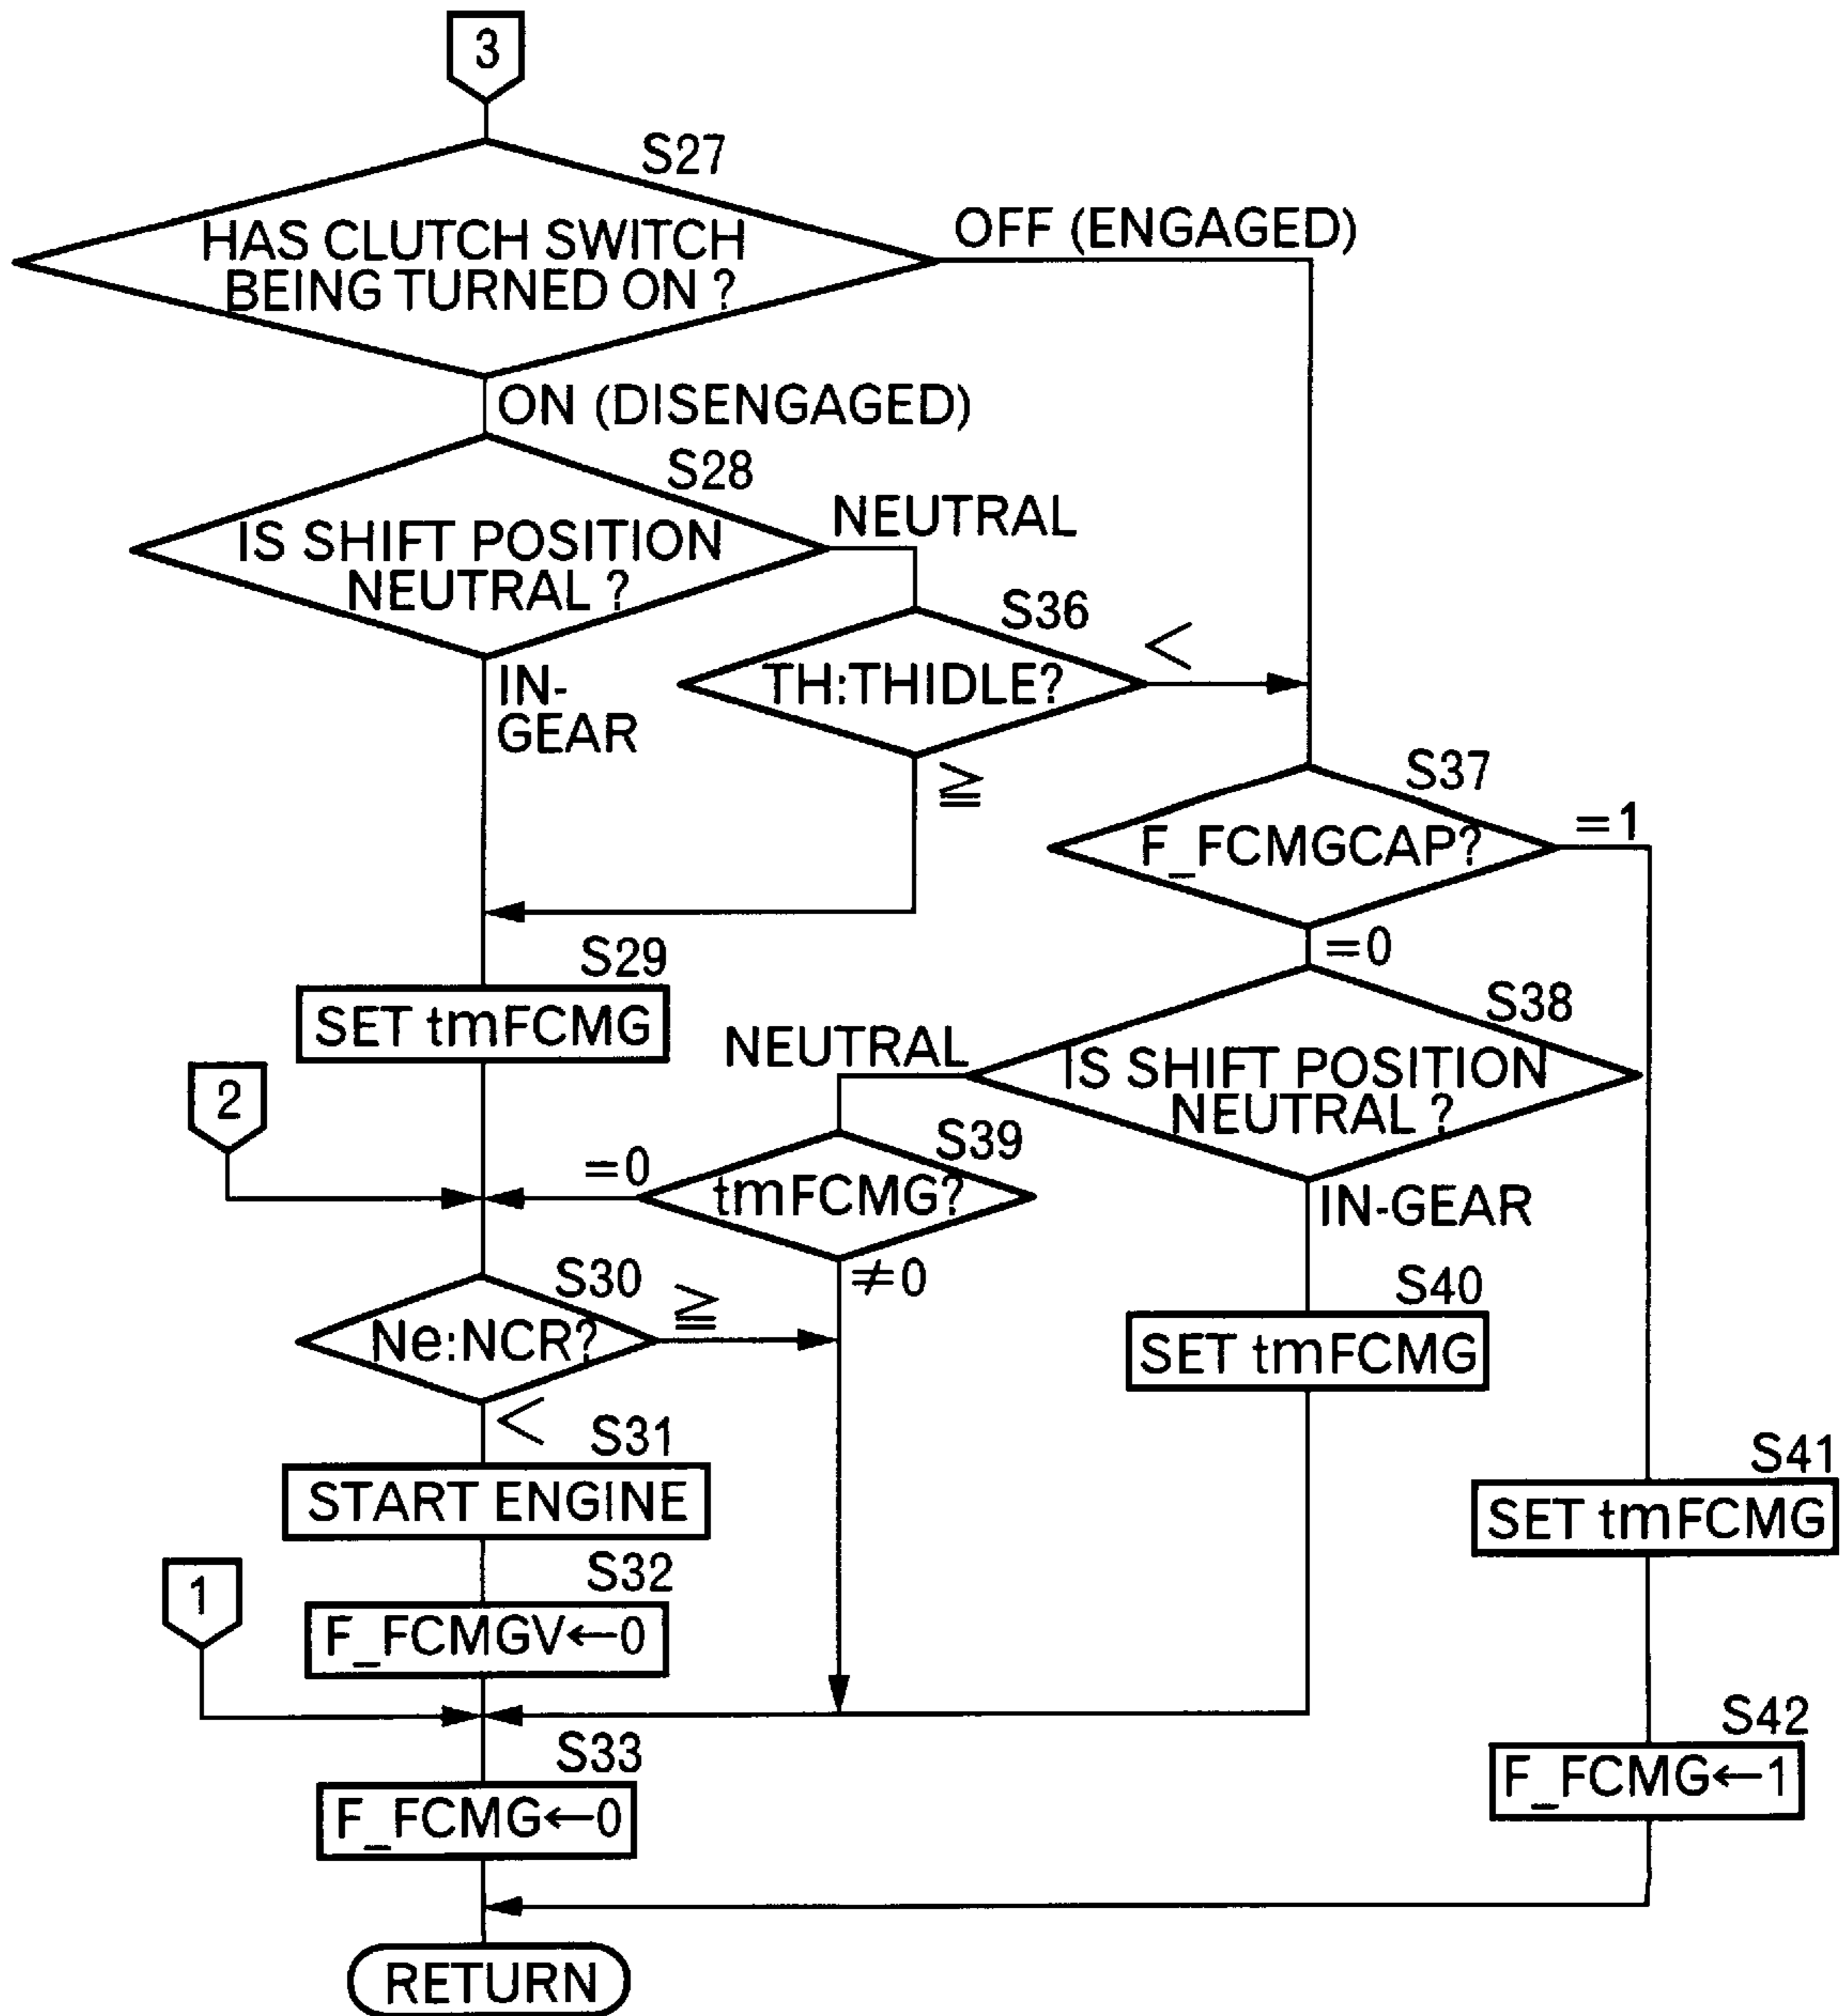 3
S27
HAS CLUTCH SWITCH
BEING TURNED ON ?
OFF (ENGAGED)
ON (DISENGAGED)
S28
IS SHIFT POSITION
NEUTRAL ?
NEUTRAL
IN-
GEAR
S36
TH:THIDLE?
<
≧
S37
F_FCMGCAP?
=1
=0
S29
SET tmFCMG
S38
IS SHIFT POSITION
NEUTRAL ?
NEUTRAL
IN-GEAR
2
S39
tmFCMG?
=0
≠0
S30
Ne:NCR?
≧
<
S40
SET tmFCMG
S31
START ENGINE
S41
SET tmFCMG
S32
F_FCMGV←0
1
S33
F_FCMG←0
S42
F_FCMG←1
RETURN